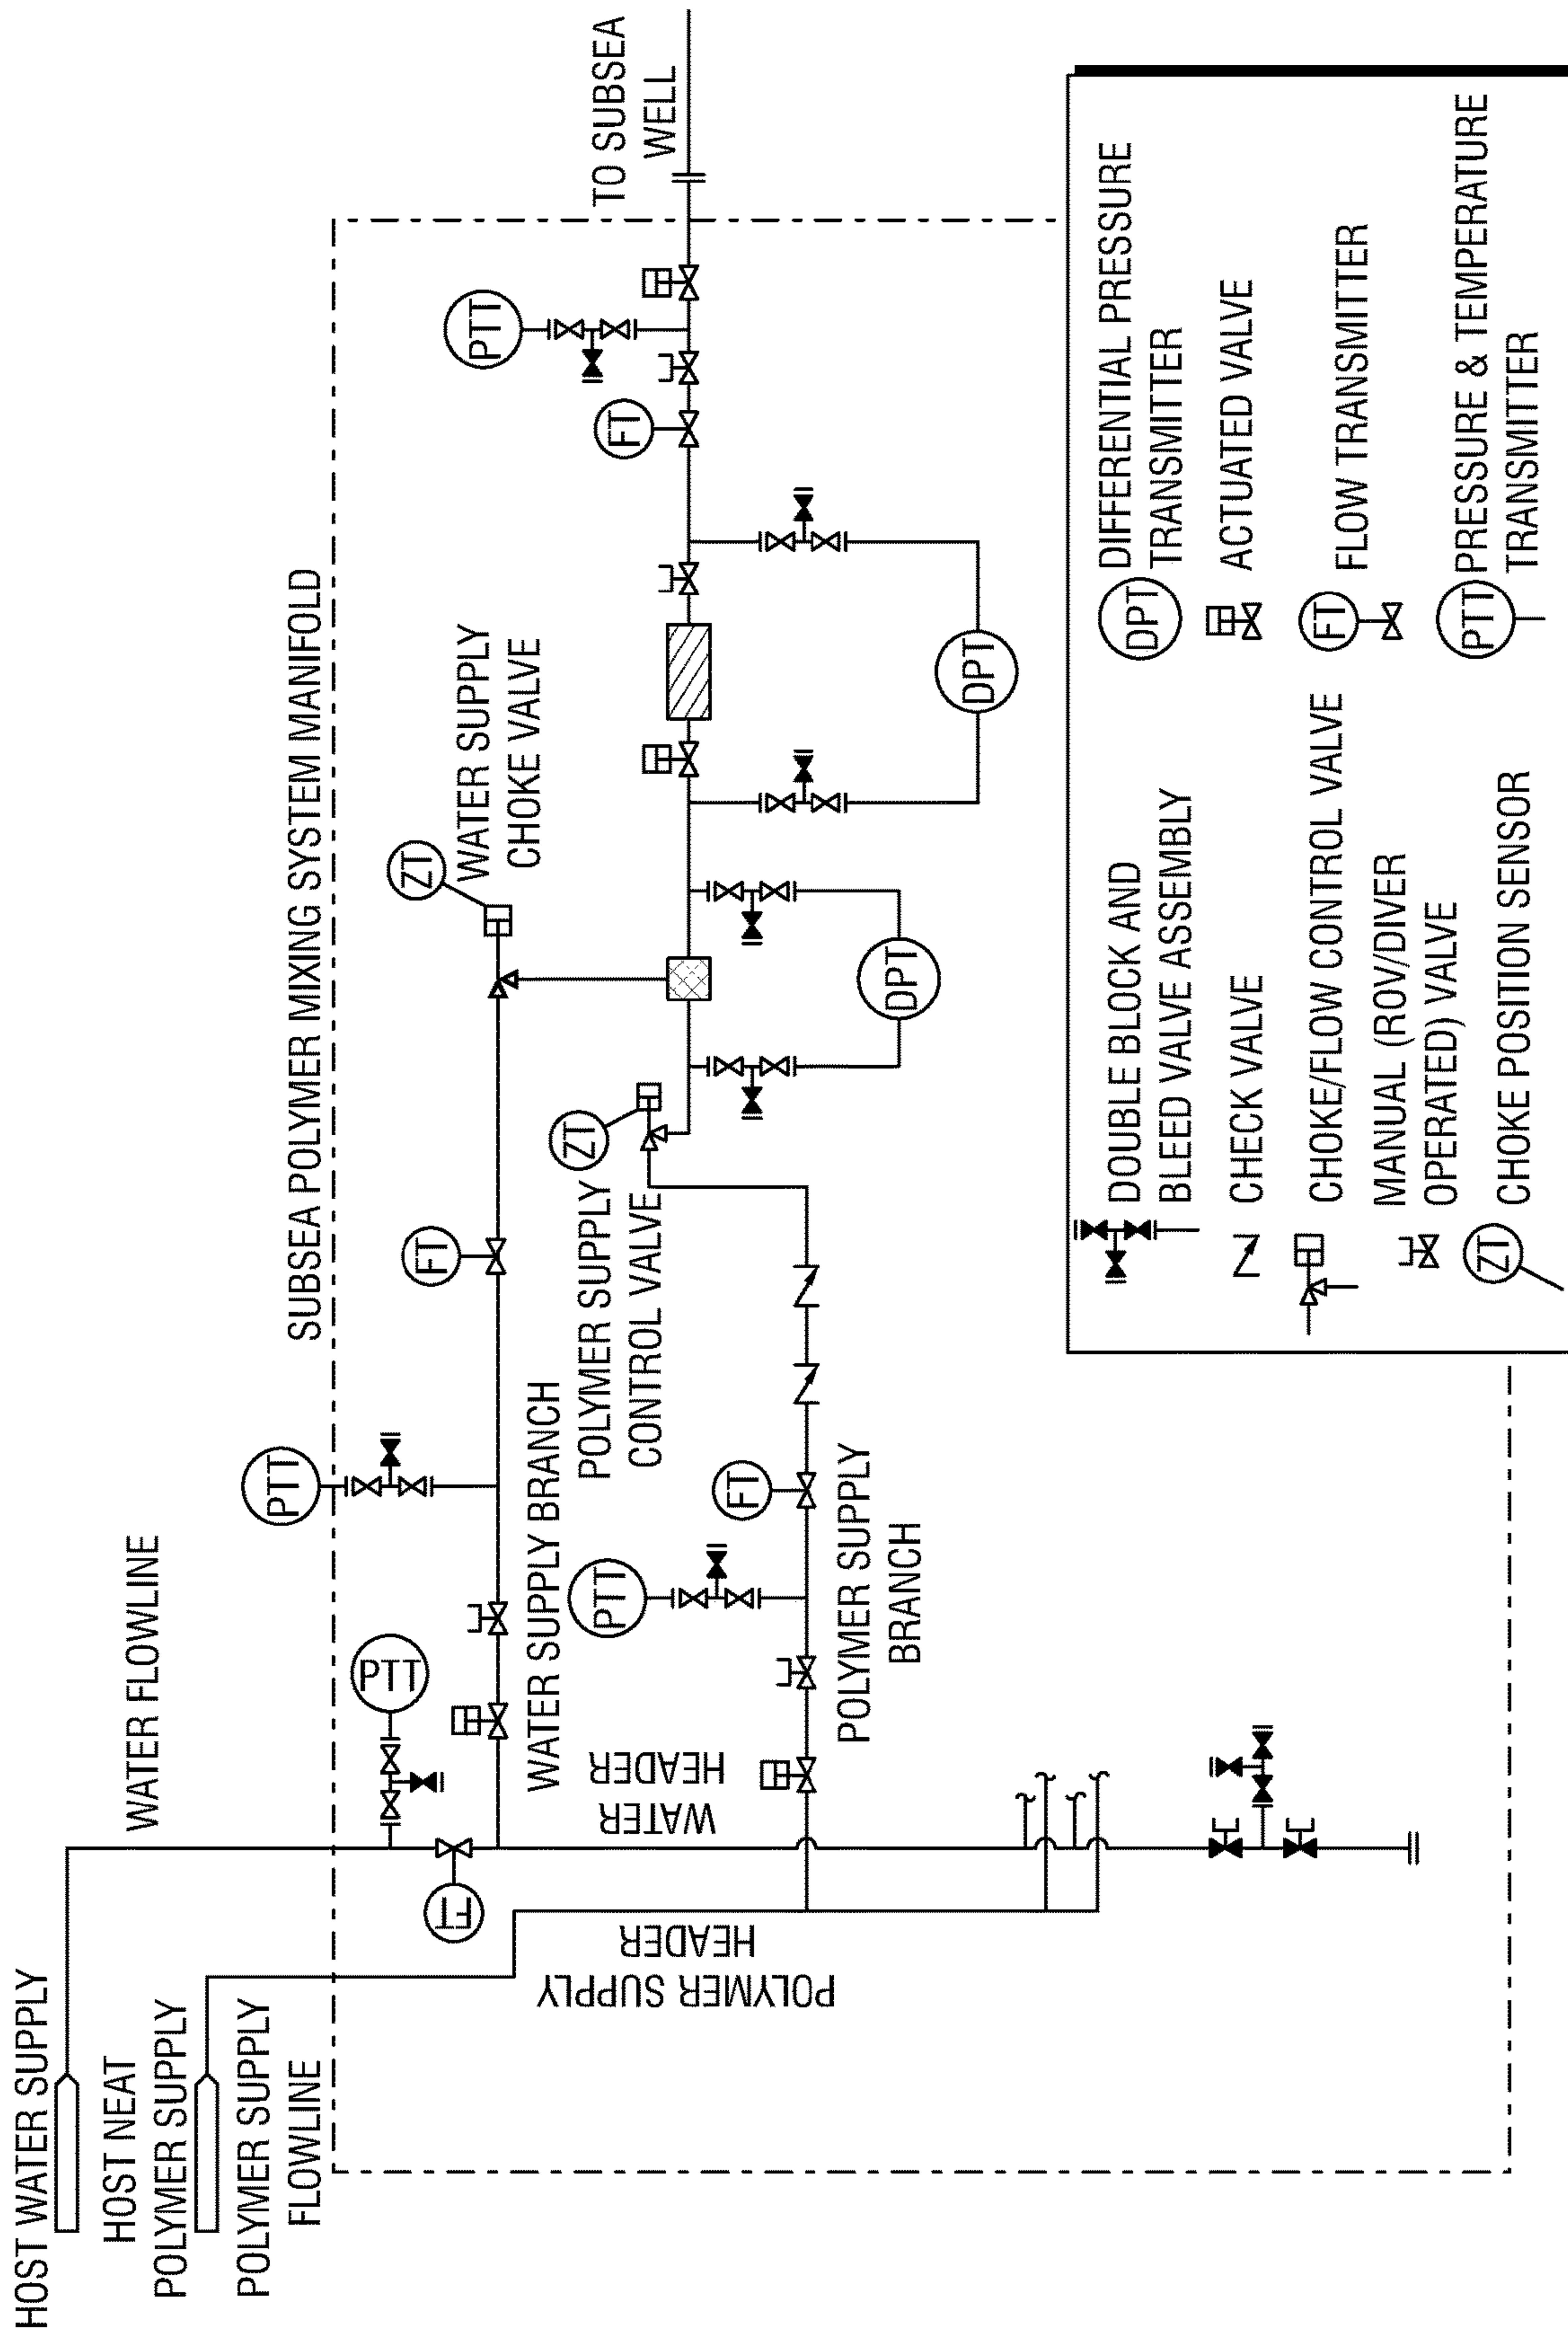 HOST WATER SUPPLY
HOST NEAT
POLYMER SUPPLY
POLYMER SUPPLY
FLOWLINE
WATER FLOWLINE
SUBSEA POLYMER MIXING SYSTEM MANIFOLD
PTT
PTT
FT
FT
WATER SUPPLY BRANCH
ZT
WATER SUPPLY
CHOKE VALVE
PTT
FT
TO SUBSEA
WELL
WATER
HEADER
POLYMER SUPPLY
HEADER
PTT
FT
POLYMER SUPPLY
BRANCH
POLYMER SUPPLY
CONTROL VALVE
ZT
DPT
DPT
DOUBLE BLOCK AND
BLEED VALVE ASSEMBLY
CHECK VALVE
CHOKE/FLOW CONTROL VALVE
MANUAL (ROV/DIVER
OPERATED) VALVE
ZT
CHOKE POSITION SENSOR
DPT
DIFFERENTIAL PRESSURE
TRANSMITTER
ACTUATED VALVE
FT
FLOW TRANSMITTER
PTT
PRESSURE & TEMPERATURE
TRANSMITTER